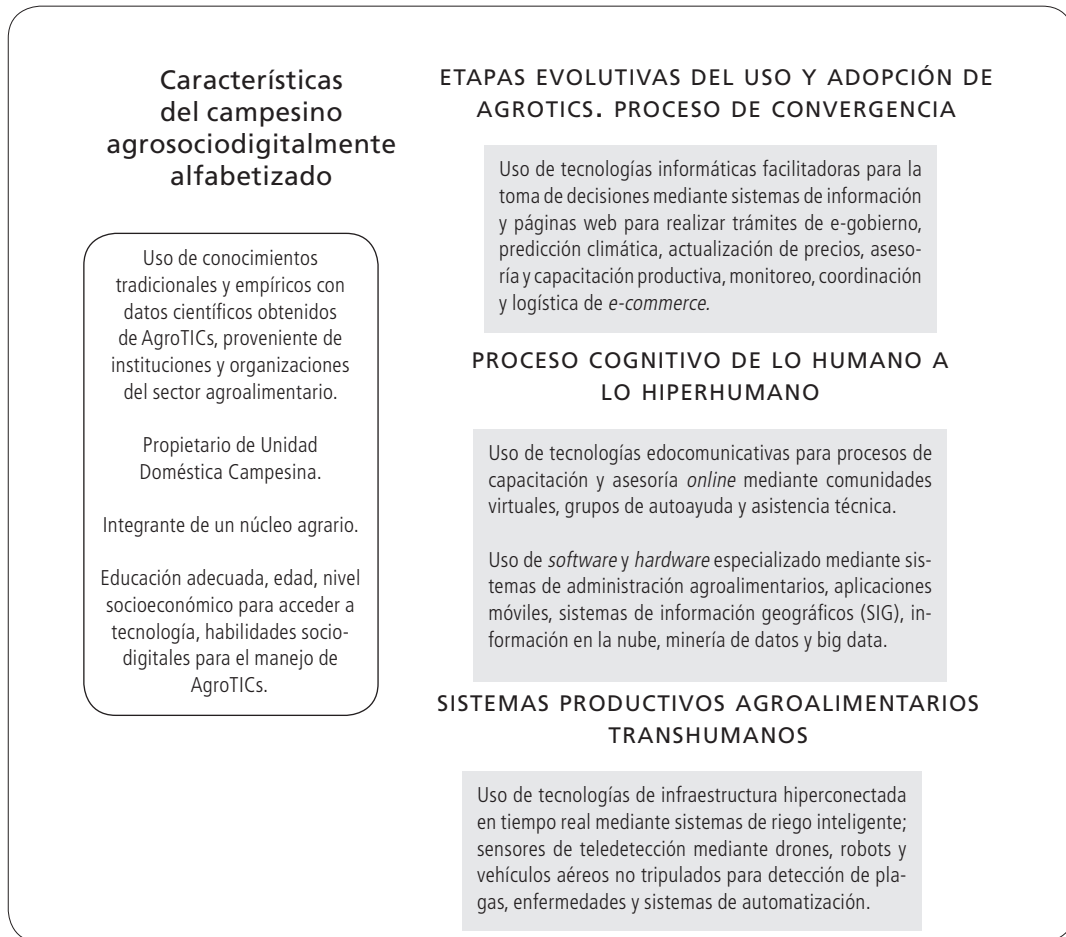 Características
del campesino
agrosociodigitalmente
alfabetizado
Uso de conocimientos
tradicionales y empíricos con
datos científicos obtenidos
de AgroTICs, proveniente de
instituciones y organizaciones
del sector agroalimentario.
Propietario de Unidad
Doméstica Campesina.
Integrante de un núcleo agrario.
Educación adecuada, edad, nivel
socioeconómico para acceder a
tecnología, habilidades socio-
digitales para el manejo de
AgroTICs.
ETAPAS EVOLUTIVAS DEL USO Y ADOPCIÓN DE
AGROTICS. PROCESO DE CONVERGENCIA
Uso de tecnologías informáticas facilitadoras para la
toma de decisiones mediante sistemas de información
y páginas web para realizar trámites de e-gobierno,
predicción climática, actualización de precios, aseso-
ría y capacitación productiva, monitoreo, coordinación
y logística de e-commerce.
PROCESO COGNITIVO DE LO HUMANO A
LO HIPERHUMANO
Uso de tecnologías edocomunicativas para procesos de
capacitación y asesoría online mediante comunidades
virtuales, grupos de autoayuda y asistencia técnica.
Uso de software y hardware especializado mediante sis-
temas de administración agroalimentarios, aplicaciones
móviles, sistemas de información geográficos (SIG), in-
formación en la nube, minería de datos y big data.
SISTEMAS PRODUCTIVOS AGROALIMENTARIOS
TRANSHUMANOS
Uso de tecnologías de infraestructura hiperconectada
en tiempo real mediante sistemas de riego inteligente;
sensores de teledetección mediante drones, robots y
vehículos aéreos no tripulados para detección de pla-
gas, enfermedades y sistemas de automatización.